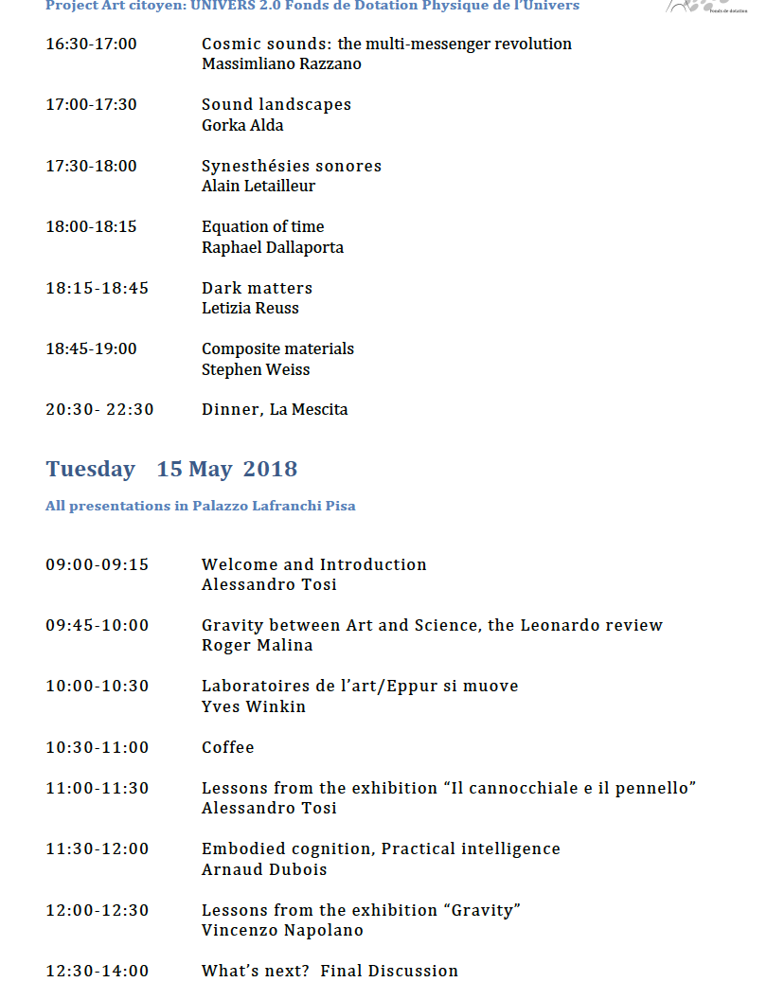 Project Art citoyen: UNIVERS 2.0 Fonds de Dotation Physique de l'Univers
Fonds de dotation
16:30-17:00 Cosmic sounds: the multi-messenger revolution
Massimliano Razzano
17:00-17:30 Sound landscapes
Gorka Alda
17:30-18:00 Synesthésies sonores
Alain Letailleur
18:00-18:15 Equation of time
Raphael Dallaporta
18:15-18:45 Dark matters
Letizia Reuss
18:45-19:00 Composite materials
Stephen Weiss
20:30- 22:30 Dinner, La Mescita
Tuesday 15 May 2018
All presentations in Palazzo Lafranchi Pisa
09:00-09:15 Welcome and Introduction
Alessandro Tosi
09:45-10:00 Gravity between Art and Science, the Leonardo review
Roger Malina
10:00-10:30 Laboratoires de l'art/Eppur si muove
Yves Winkin
10:30-11:00 Coffee
11:00-11:30 Lessons from the exhibition “Il cannocchiale e il pennello”
Alessandro Tosi
11:30-12:00 Embodied cognition, Practical intelligence
Arnaud Dubois
12:00-12:30 Lessons from the exhibition “Gravity”
Vincenzo Napolano
12:30-14:00 What's next? Final Discussion